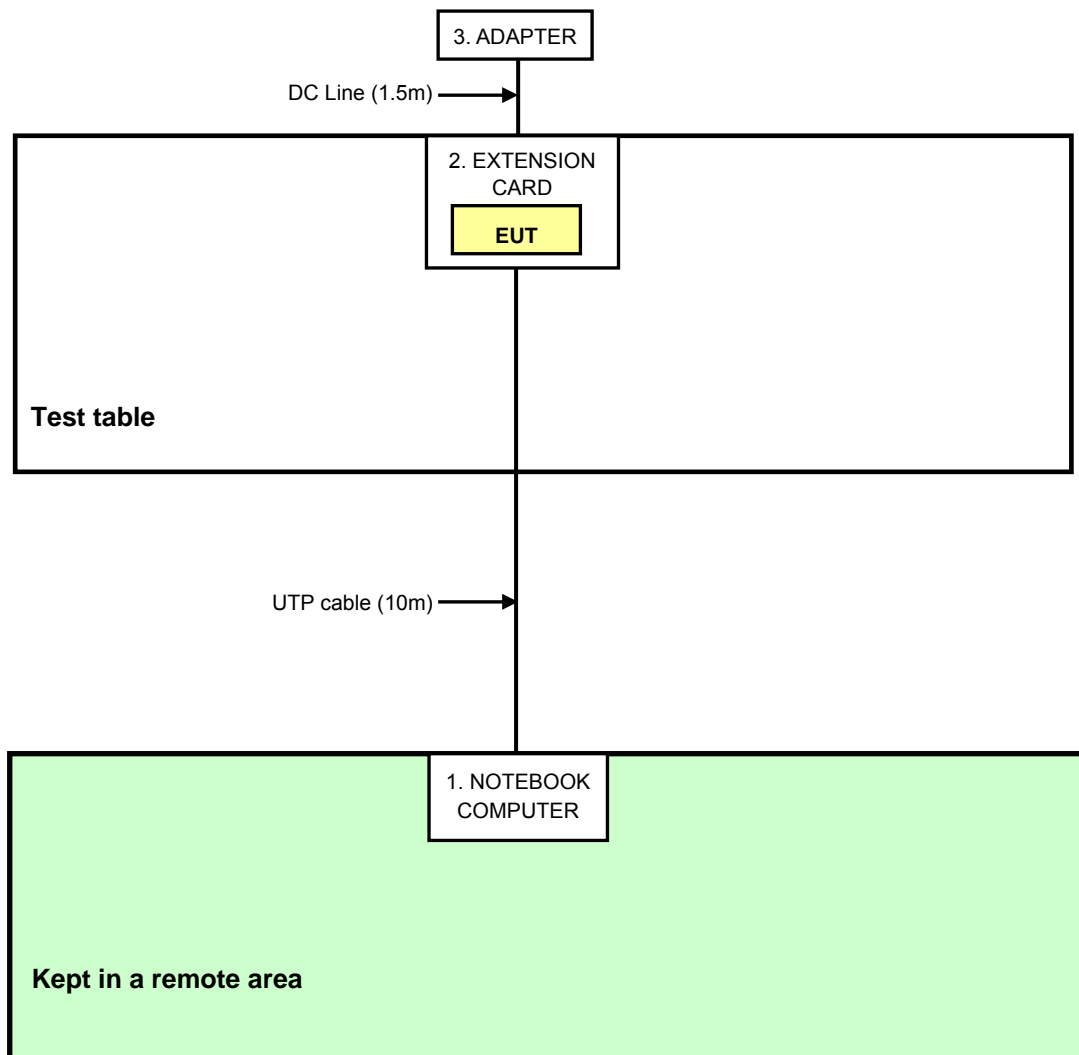 3. ADAPTER
DC Line (1.5m)
2. EXTENSION
CARD
EUT
Test table
UTP cable (10m)
1. NOTEBOOK
COMPUTER
Kept in a remote area